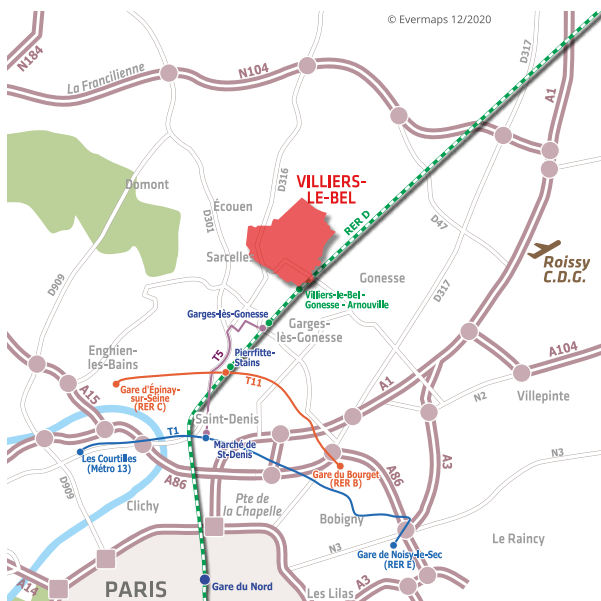 © Evermaps 12/2020
N184
La Francilienne
N104
D317
A1
Domont
D316
VILLIERS-
LE-BEL
Écouen
D301
RER D
D47
Sarcelles
Gonesse
Roissy
C.D.G.
D909
Villiers-le-Bel -
Gonesse - Arnouville
D317
Garges-lès-Gonesse
Garges-
lès-Gonesse
Enghien-
les-Bains
T5
Pierrfitte-
Stains
A104
A15
Gare d'Épinay
sur-Seine
(RER C)
T11
A1
N2
Villepinte
Saint-Denis
T1
Marché de
St-Denis
Les Courtilles
(Métro 13)
Gare du Bourget
(RER B)
A86
A86
A3
N3
D909
Clichy
Pte de
la Chapelle
Bobigny
N3
Le Raincy
Gare de Noisy-le-Sec
(RER E)
A14
PARIS
Gare du Nord
Les Lilas
A3